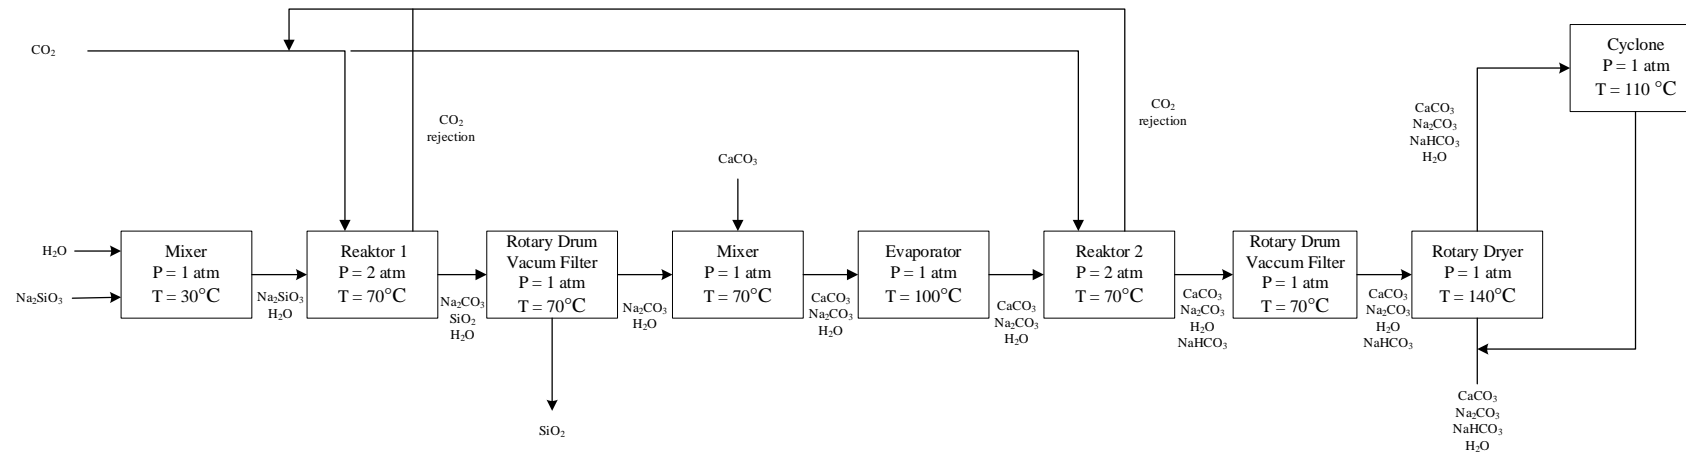 CO₂
Cyclone
P = 1 atm
T = 110 °C
CO₂
rejection
CO₂
rejection
CaCO₃
Na₂CO₃
NaHCO₃
H₂O
CaCO₃
H₂O
Na₂SiO₃
Mixer
P = 1 atm
T = 30°C
Na₂SiO₃
H₂O
Reaktor 1
P = 2 atm
T = 70°C
Na₂CO₃
SiO₂
H₂O
Rotary Drum
Vacum Filter
P = 1 atm
T = 70°C
Na₂CO₃
H₂O
Mixer
P = 1 atm
T = 70°C
CaCO₃
Na₂CO₃
H₂O
Evaporator
P = 1 atm
T = 100°C
CaCO₃
Na₂CO₃
H₂O
Reaktor 2
P = 2 atm
T = 70°C
CaCO₃
Na₂CO₃
H₂O
NaHCO₃
Rotary Drum
Vaccum Filter
P = 1 atm
T = 70°C
CaCO₃
Na₂CO₃
H₂O
NaHCO₃
Rotary Dryer
P = 1 atm
T = 140°C
SiO₂
CaCO₃
Na₂CO₃
NaHCO₃
H₂O